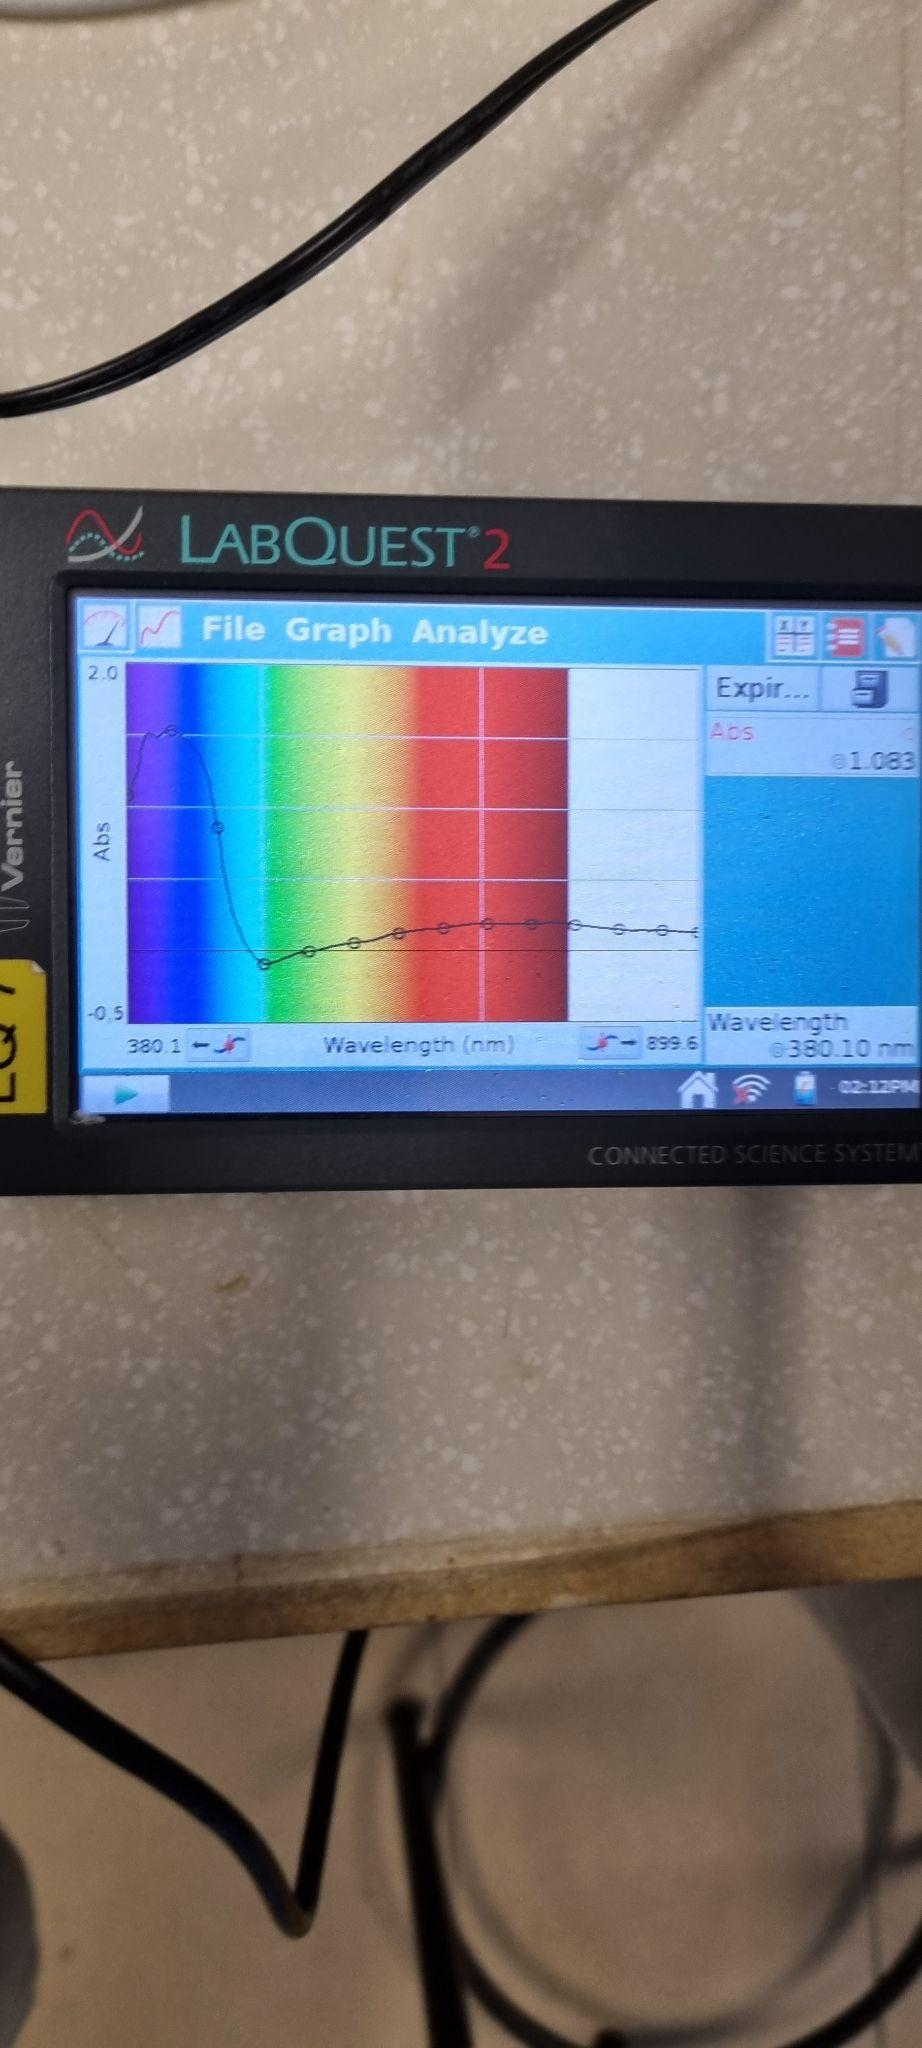 LABQUEST® 2
File Graph Analyze
X Y
2.0
Abs
-0.5
380.1
Wavelength (nm)
899.6
Expir...
Abs
1.083
Wavelength
380.10 nm
02:12PM
Vernier
CONNECTED SCIENCE SYSTEM